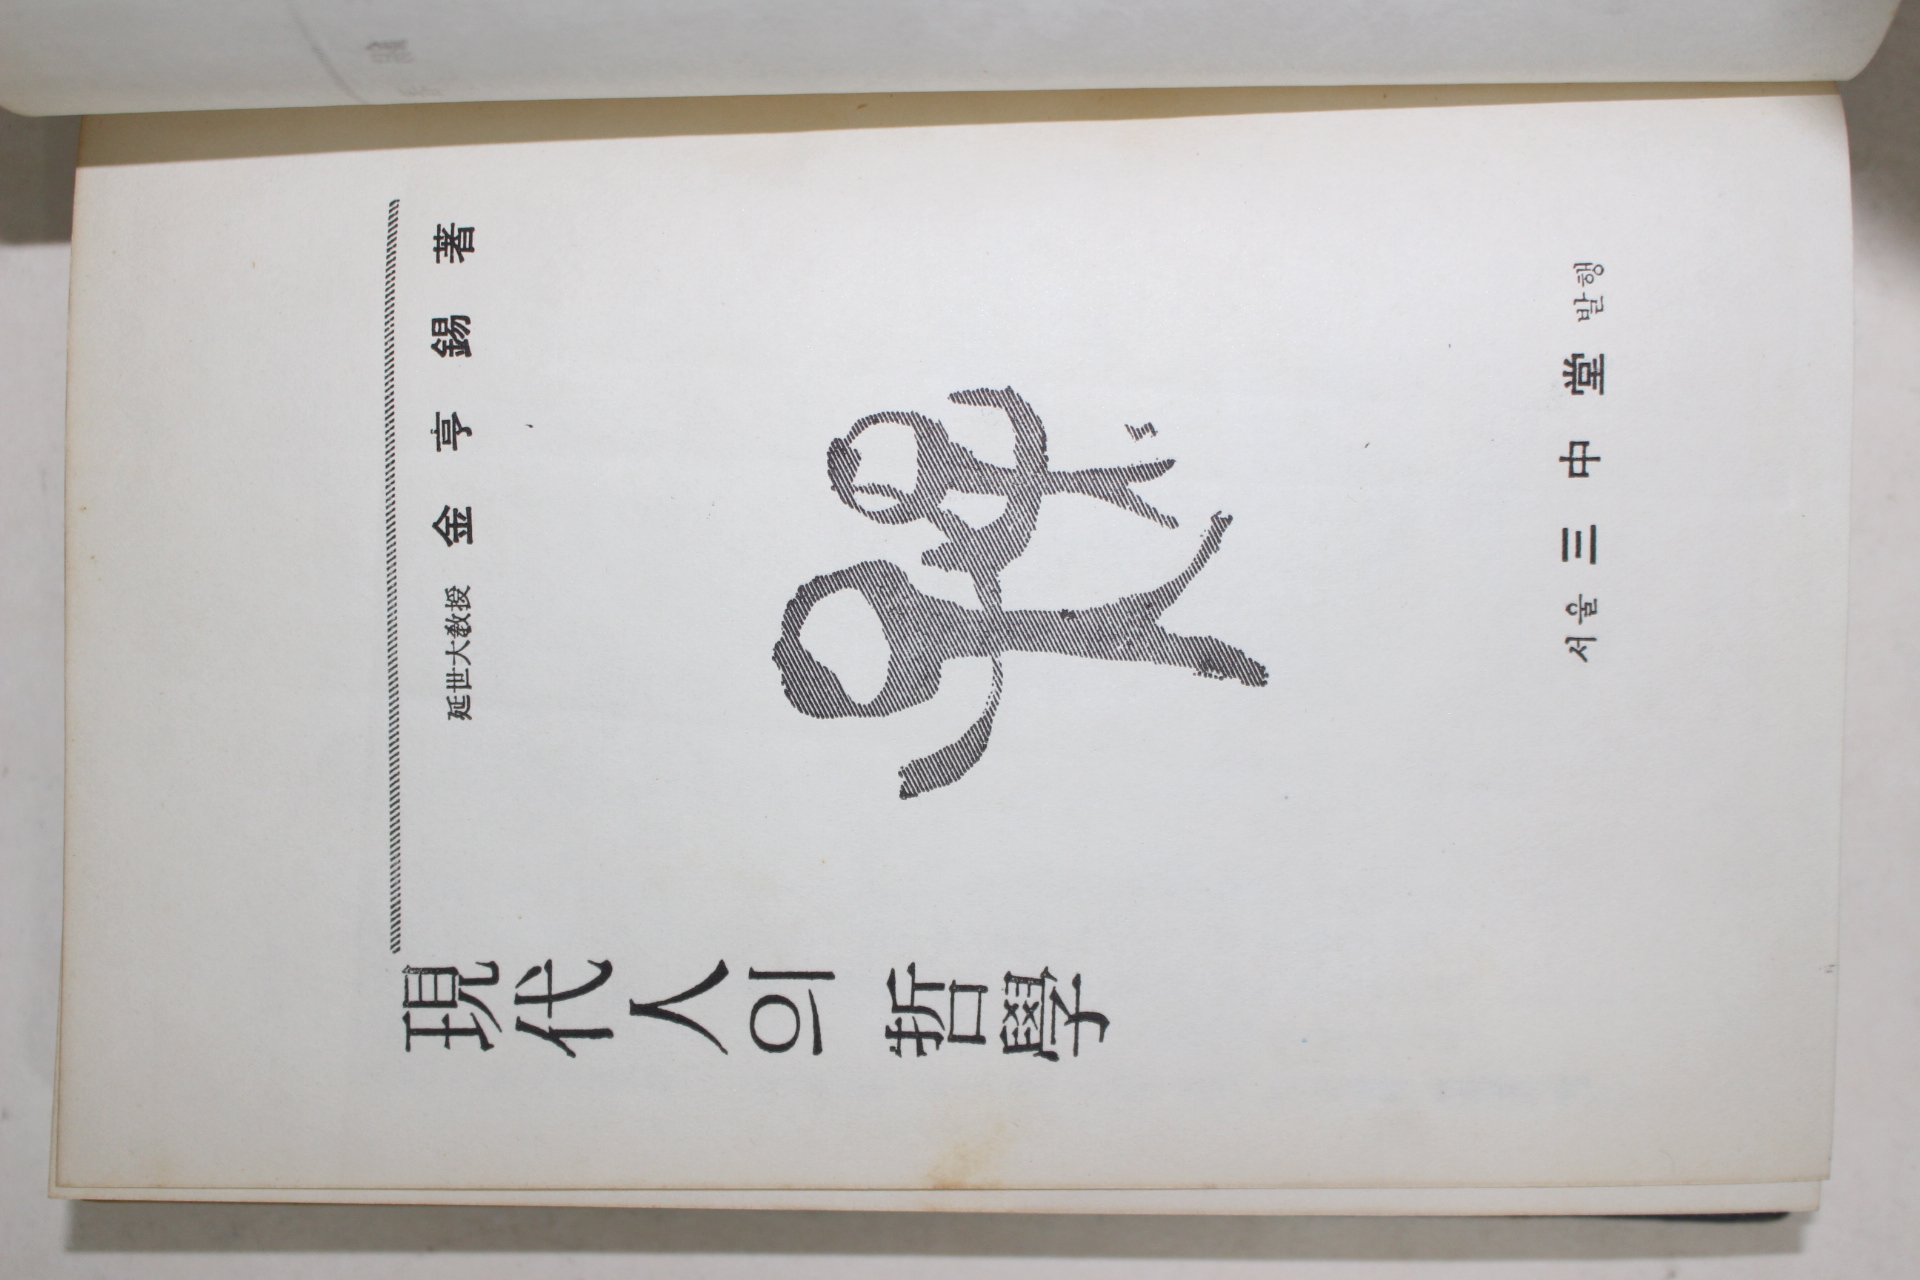 現代人의 哲學
延世大敎授 金亨錫 著
서울 三中堂 발행